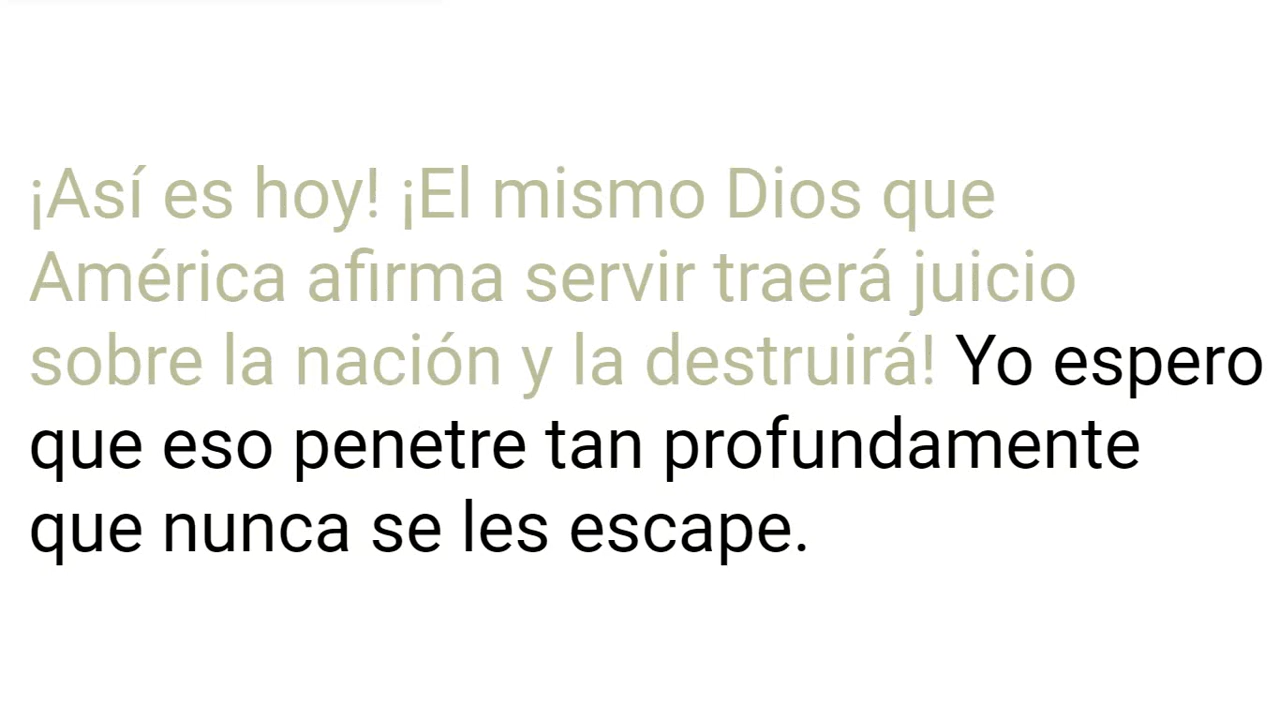 ¡Así es hoy! ¡El mismo Dios que
América afirma servir traerá juicio
sobre la nación y la destruirá! Yo espero
que eso penetre tan profundamente
que nunca se les escape.